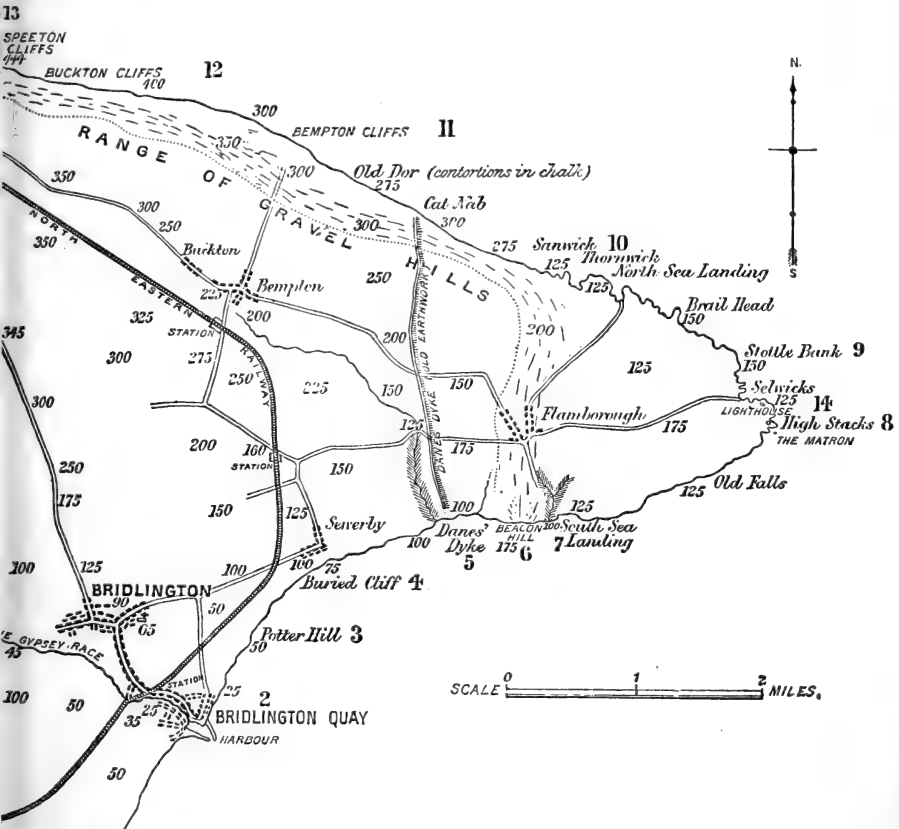 13
SPEETON
CLIFFS
444
BUCKTON CLIFFS 12
400
N.
300
BEMPTON CLIFFS 11
350
RANGE OF GRAVEL HILLS
300
Old Dor (contortions in chalk)
275
350
Cat Nab
300
300
250
300
275
Sanwick 10
125 Thornwick
North Sea Landing
125
S
NORTH EASTERN RAILWAY
350
Buckton
250
225
Bempton
200
Brail Head
150
325
STATION
200
200
345
300
275
250
225
150
150
125
Stottle Bank 9
150
Selwicks
125 14
LIGHTHOUSE
High Stacks 8
THE MATRON
300
DANES' DYKE (OLD EARTHWORK)
125
Flamborough
175
175
200
160
STATION
150
250
175
150
125
Old Falls
125
Sewerby
100
125
100
Danes'
Dyke
5
BEACON
HILL
175 6
100 South Sea
7 Landing
100
75
100
Buried Cliff 4
100
125
100
BRIDLINGTON
90
65
50
Potter Hill 3
50
E GYPSEY RACE
45
100
50
STATION
25
25
35
2
BRIDLINGTON QUAY
HARBOUR
50
SCALE 0 1 2 MILES.